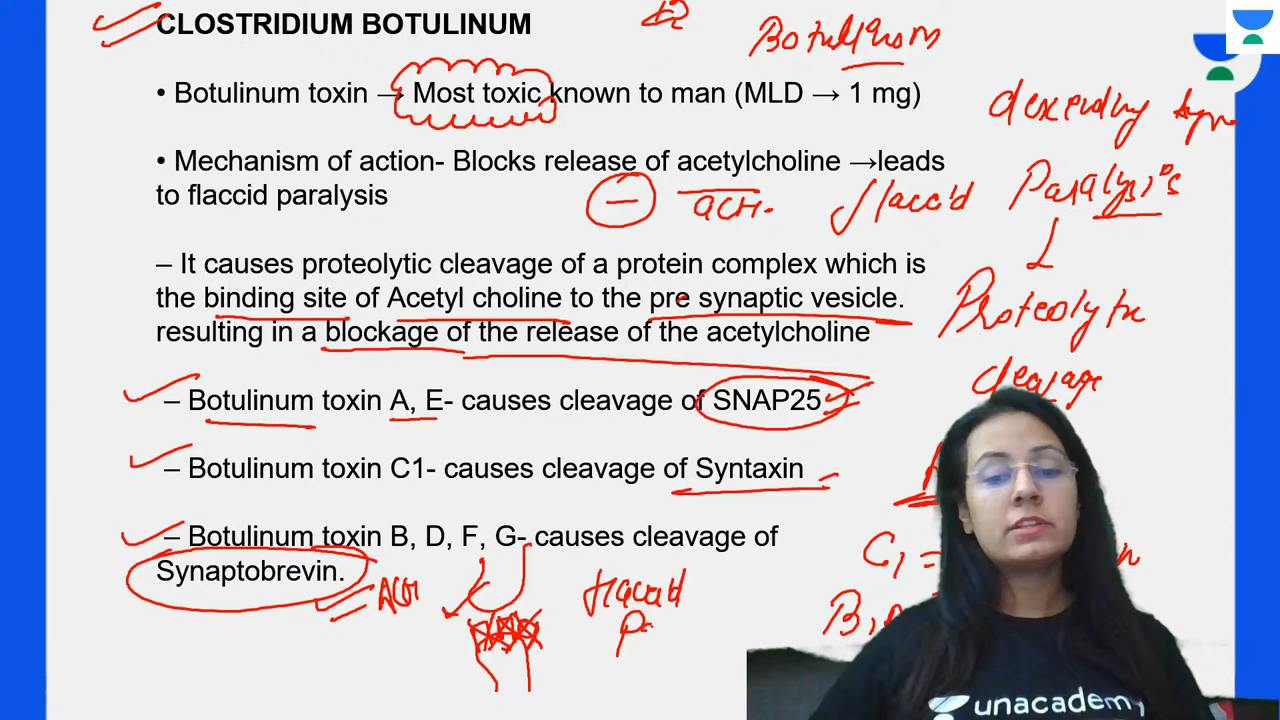 CLOSTRIDIUM BOTULINUM
Botulism
• Botulinum toxin → Most toxic known to man (MLD → 1 mg)
descending
• Mechanism of action- Blocks release of acetylcholine →leads
to flaccid paralysis
ACH. flaccid Paralysis
– It causes proteolytic cleavage of a protein complex which is
the binding site of Acetyl choline to the pre synaptic vesicle.
resulting in a blockage of the release of the acetylcholine
Proteolytic
cleavage
– Botulinum toxin A, E- causes cleavage of SNAP25
– Botulinum toxin C1- causes cleavage of Syntaxin
– Botulinum toxin B, D, F, G- causes cleavage of
Synaptobrevin.
C1 =
ACH flaccid
B,
unacademy